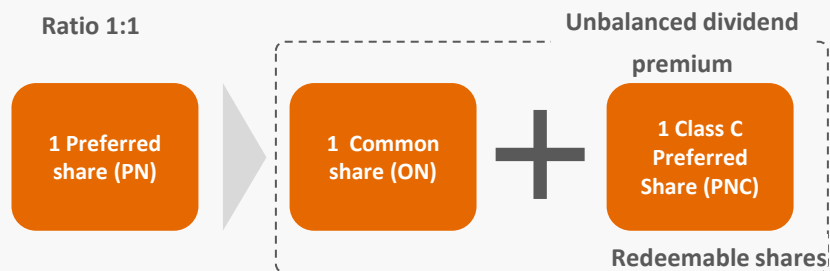 Ratio 1:1
Unbalanced dividend
premium
1 Preferred
share (PN)
1 Common
share (ON)
1 Class C
Preferred
Share (PNC)
Redeemable shares